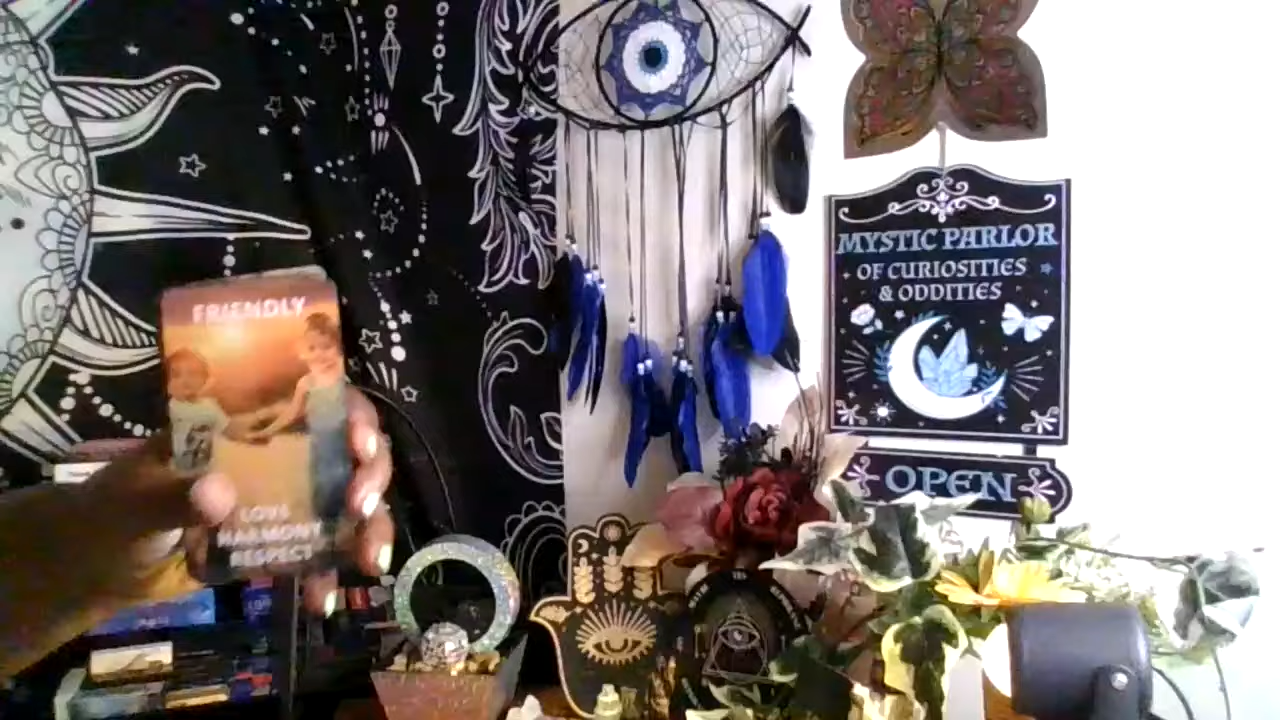 FRIENDLY
LOVE
HARMONY
RESPECT
MYSTIC PARLOR
OF CURIOSITIES
& ODDITIES
OPEN